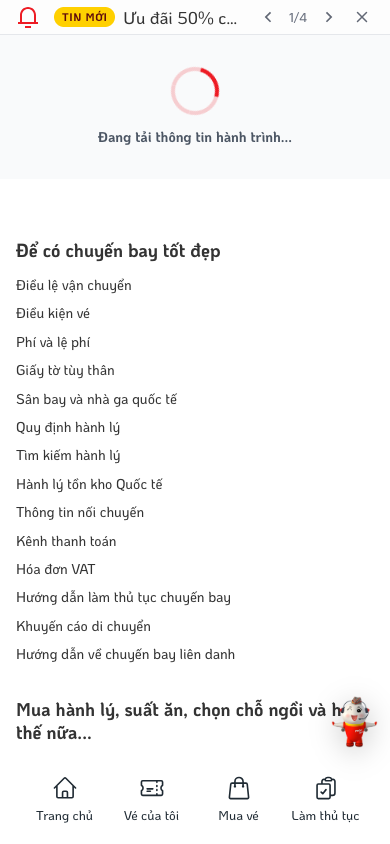 TIN MỚI Ưu đãi 50% c... 1/4
Đang tải thông tin hành trình...
Để có chuyến bay tốt đẹp
Điều lệ vận chuyển
Điều kiện vé
Phí và lệ phí
Giấy tờ tùy thân
Sân bay và nhà ga quốc tế
Quy định hành lý
Tìm kiếm hành lý
Hành lý tồn kho Quốc tế
Thông tin nối chuyến
Kênh thanh toán
Hóa đơn VAT
Hướng dẫn làm thủ tục chuyến bay
Khuyến cáo di chuyển
Hướng dẫn về chuyến bay liên danh
Mua hành lý, suất ăn, chọn chỗ ngồi và
thế nữa...
Trang chủ Vé của tôi Mua vé Làm thủ tục